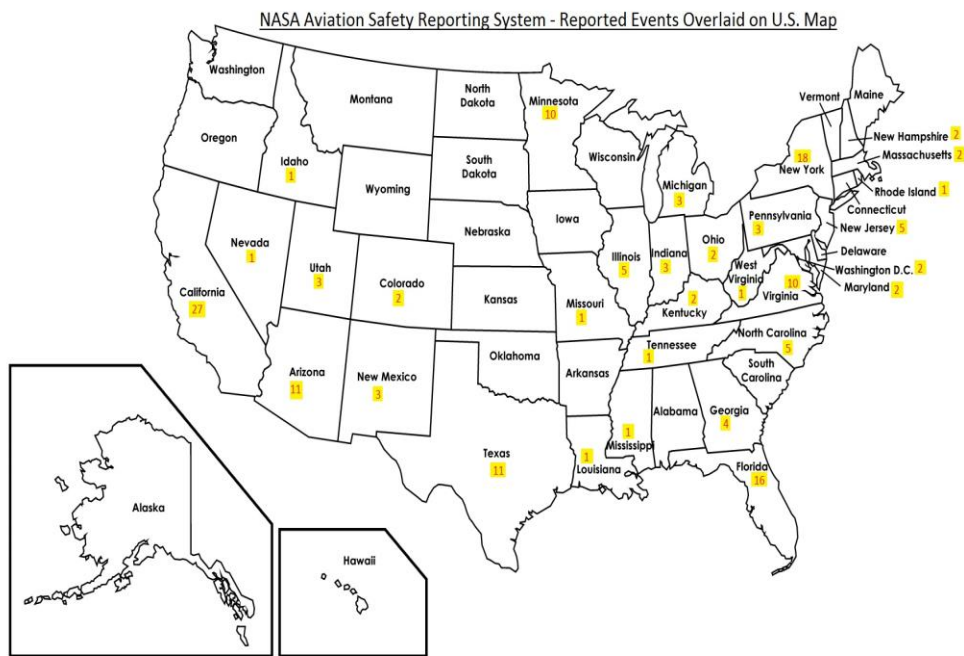 NASA Aviation Safety Reporting System - Reported Events Overlaid on U.S. Map
Washington
Montana
North
Dakota
Minnesota
10
Vermont
Maine
Oregon
Idaho
1
Wyoming
South
Dakota
Wisconsin
Michigan
3
18
New York
New Hampshire 2
Massachusetts 2
Rhode Island 1
Connecticut
New Jersey 5
Delaware
Washington D.C. 2
Maryland 2
Nevada
1
Utah
3
Colorado
2
Nebraska
Iowa
Illinois
5
Indiana
3
Ohio
2
Pennsylvania
3
West
Virginia
1
10
Virginia
California
27
Kansas
Missouri
1
2
Kentucky
Arizona
11
New Mexico
3
Oklahoma
Arkansas
Tennessee
1
North Carolina
5
South
Carolina
Texas
11
1
Louisiana
1
Mississippi
Alabama
Georgia
4
Florida
16
Alaska
Hawaii